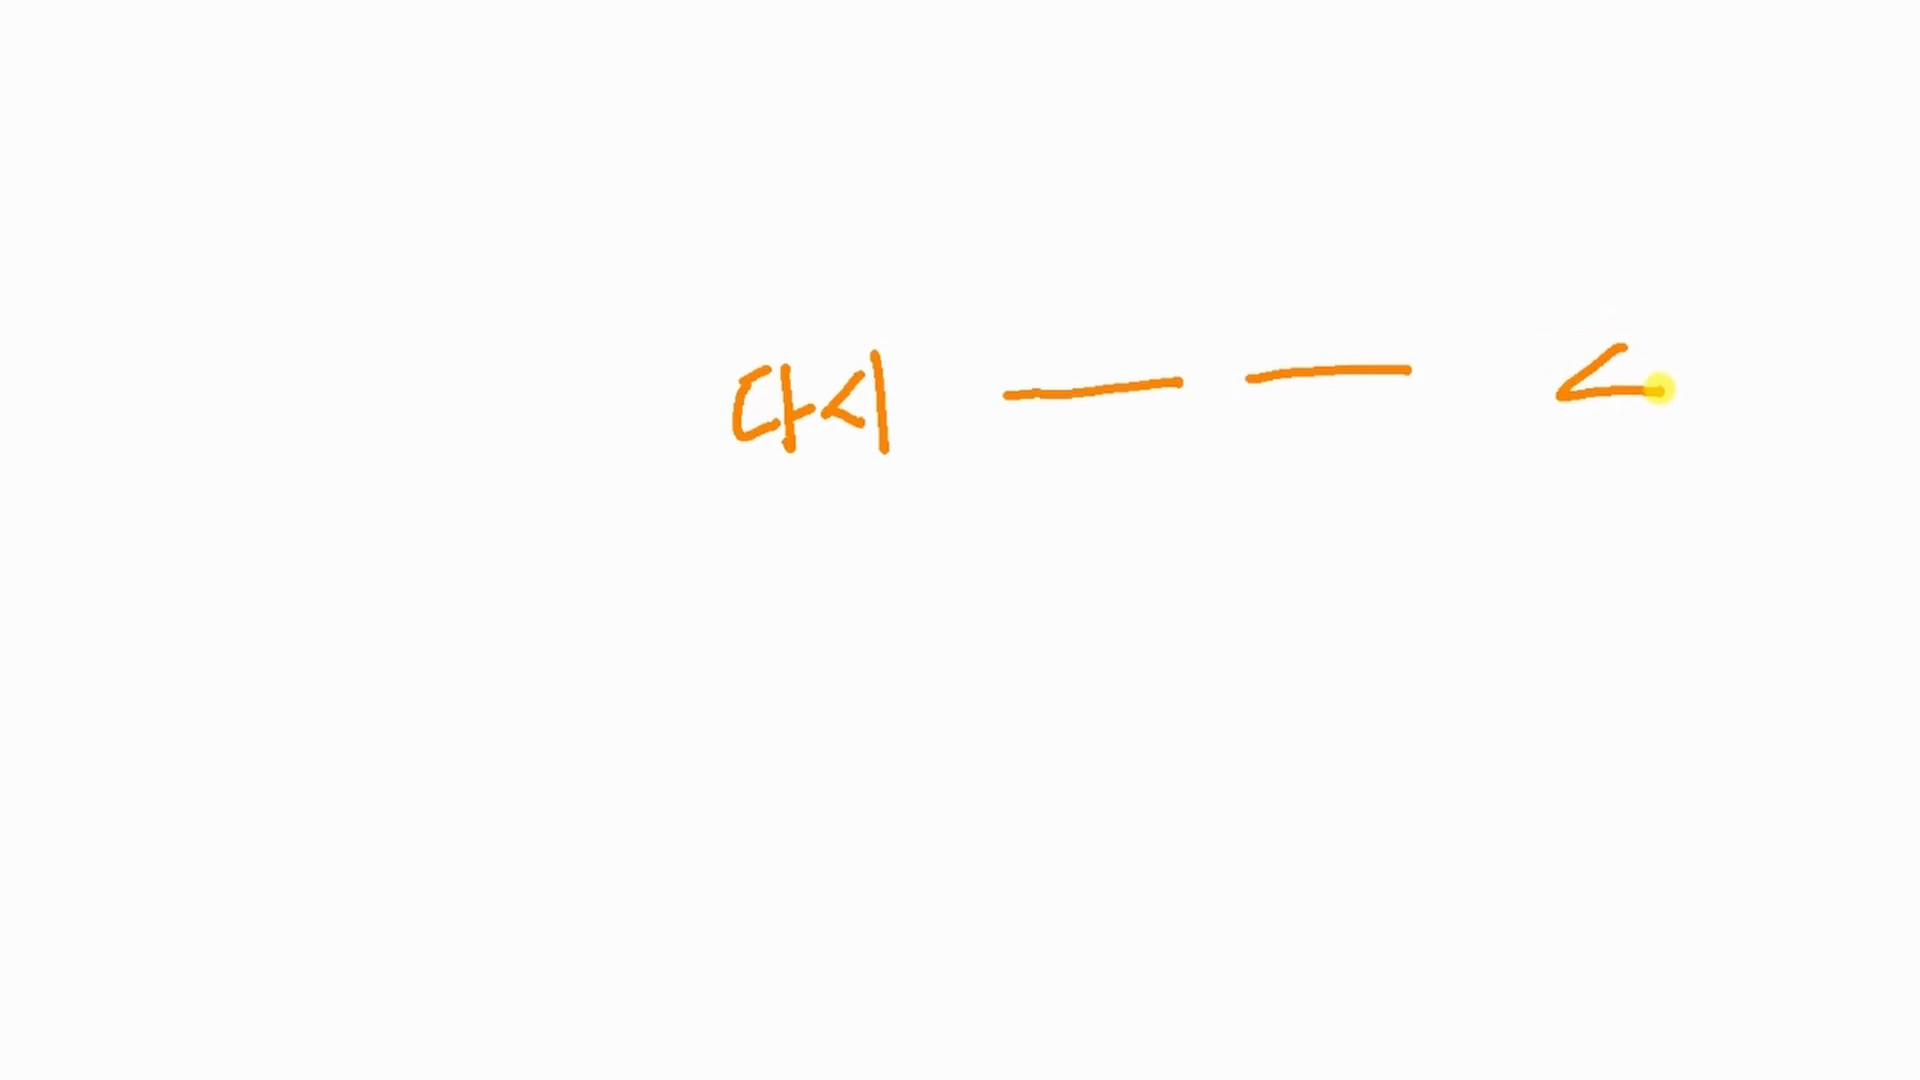 다시 — —